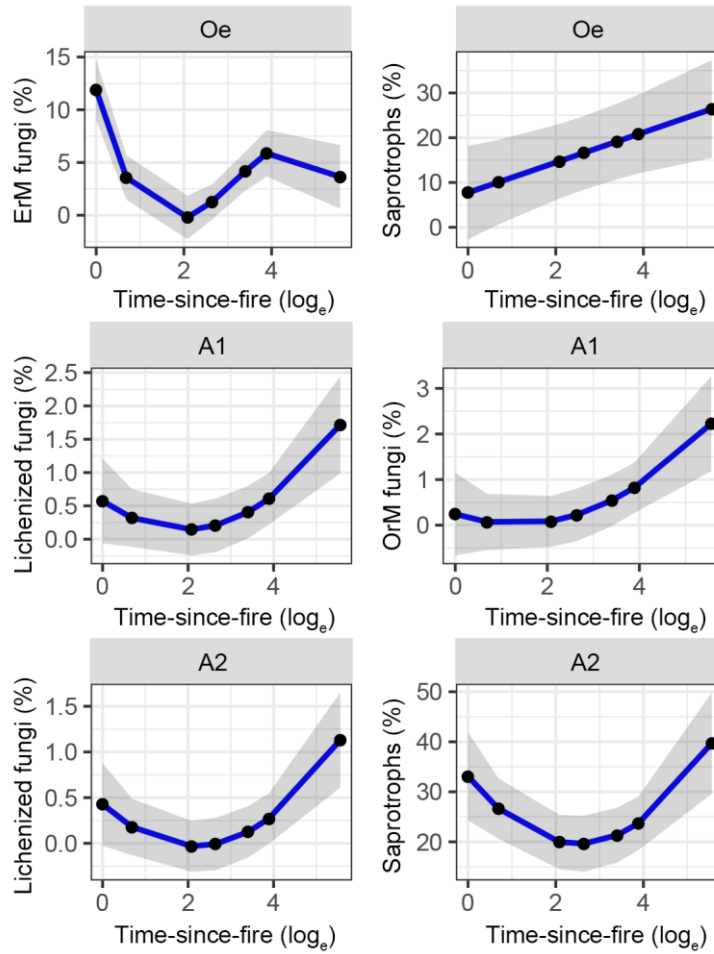 Oe
ErM fungi (%)
15
10
5
0
0 2 4
Time-since-fire (logₑ)
Oe
Saprotrophs (%)
30
20
10
0
0 2 4
Time-since-fire (logₑ)
A1
Lichenized fungi (%)
2.5
2.0
1.5
1.0
0.5
0.0
0 2 4
Time-since-fire (logₑ)
A1
OrM fungi (%)
3
2
1
0
0 2 4
Time-since-fire (logₑ)
A2
Lichenized fungi (%)
1.5
1.0
0.5
0.0
0 2 4
Time-since-fire (logₑ)
A2
Saprotrophs (%)
50
40
30
20
0 2 4
Time-since-fire (logₑ)